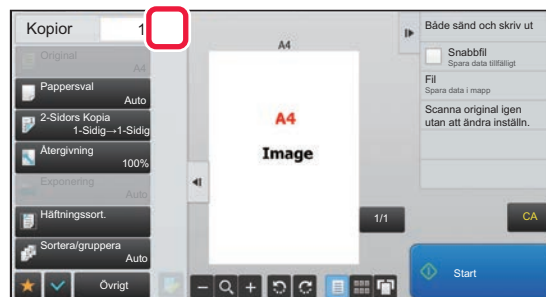 Kopior 1
Original
A4
Pappersval
Auto
2-Sidors Kopia
1-Sidig→1-Sidig
Återgivning
100%
Exponering
Auto
Häftningssort.
Sortera/gruppera
Auto
Övrigt
A4
A4
Image
1/1
Både sänd och skriv ut
Snabbfil
Spara data tillfälligt
Fil
Spara data i mapp
Scanna original igen
utan att ändra inställn.
CA
Start